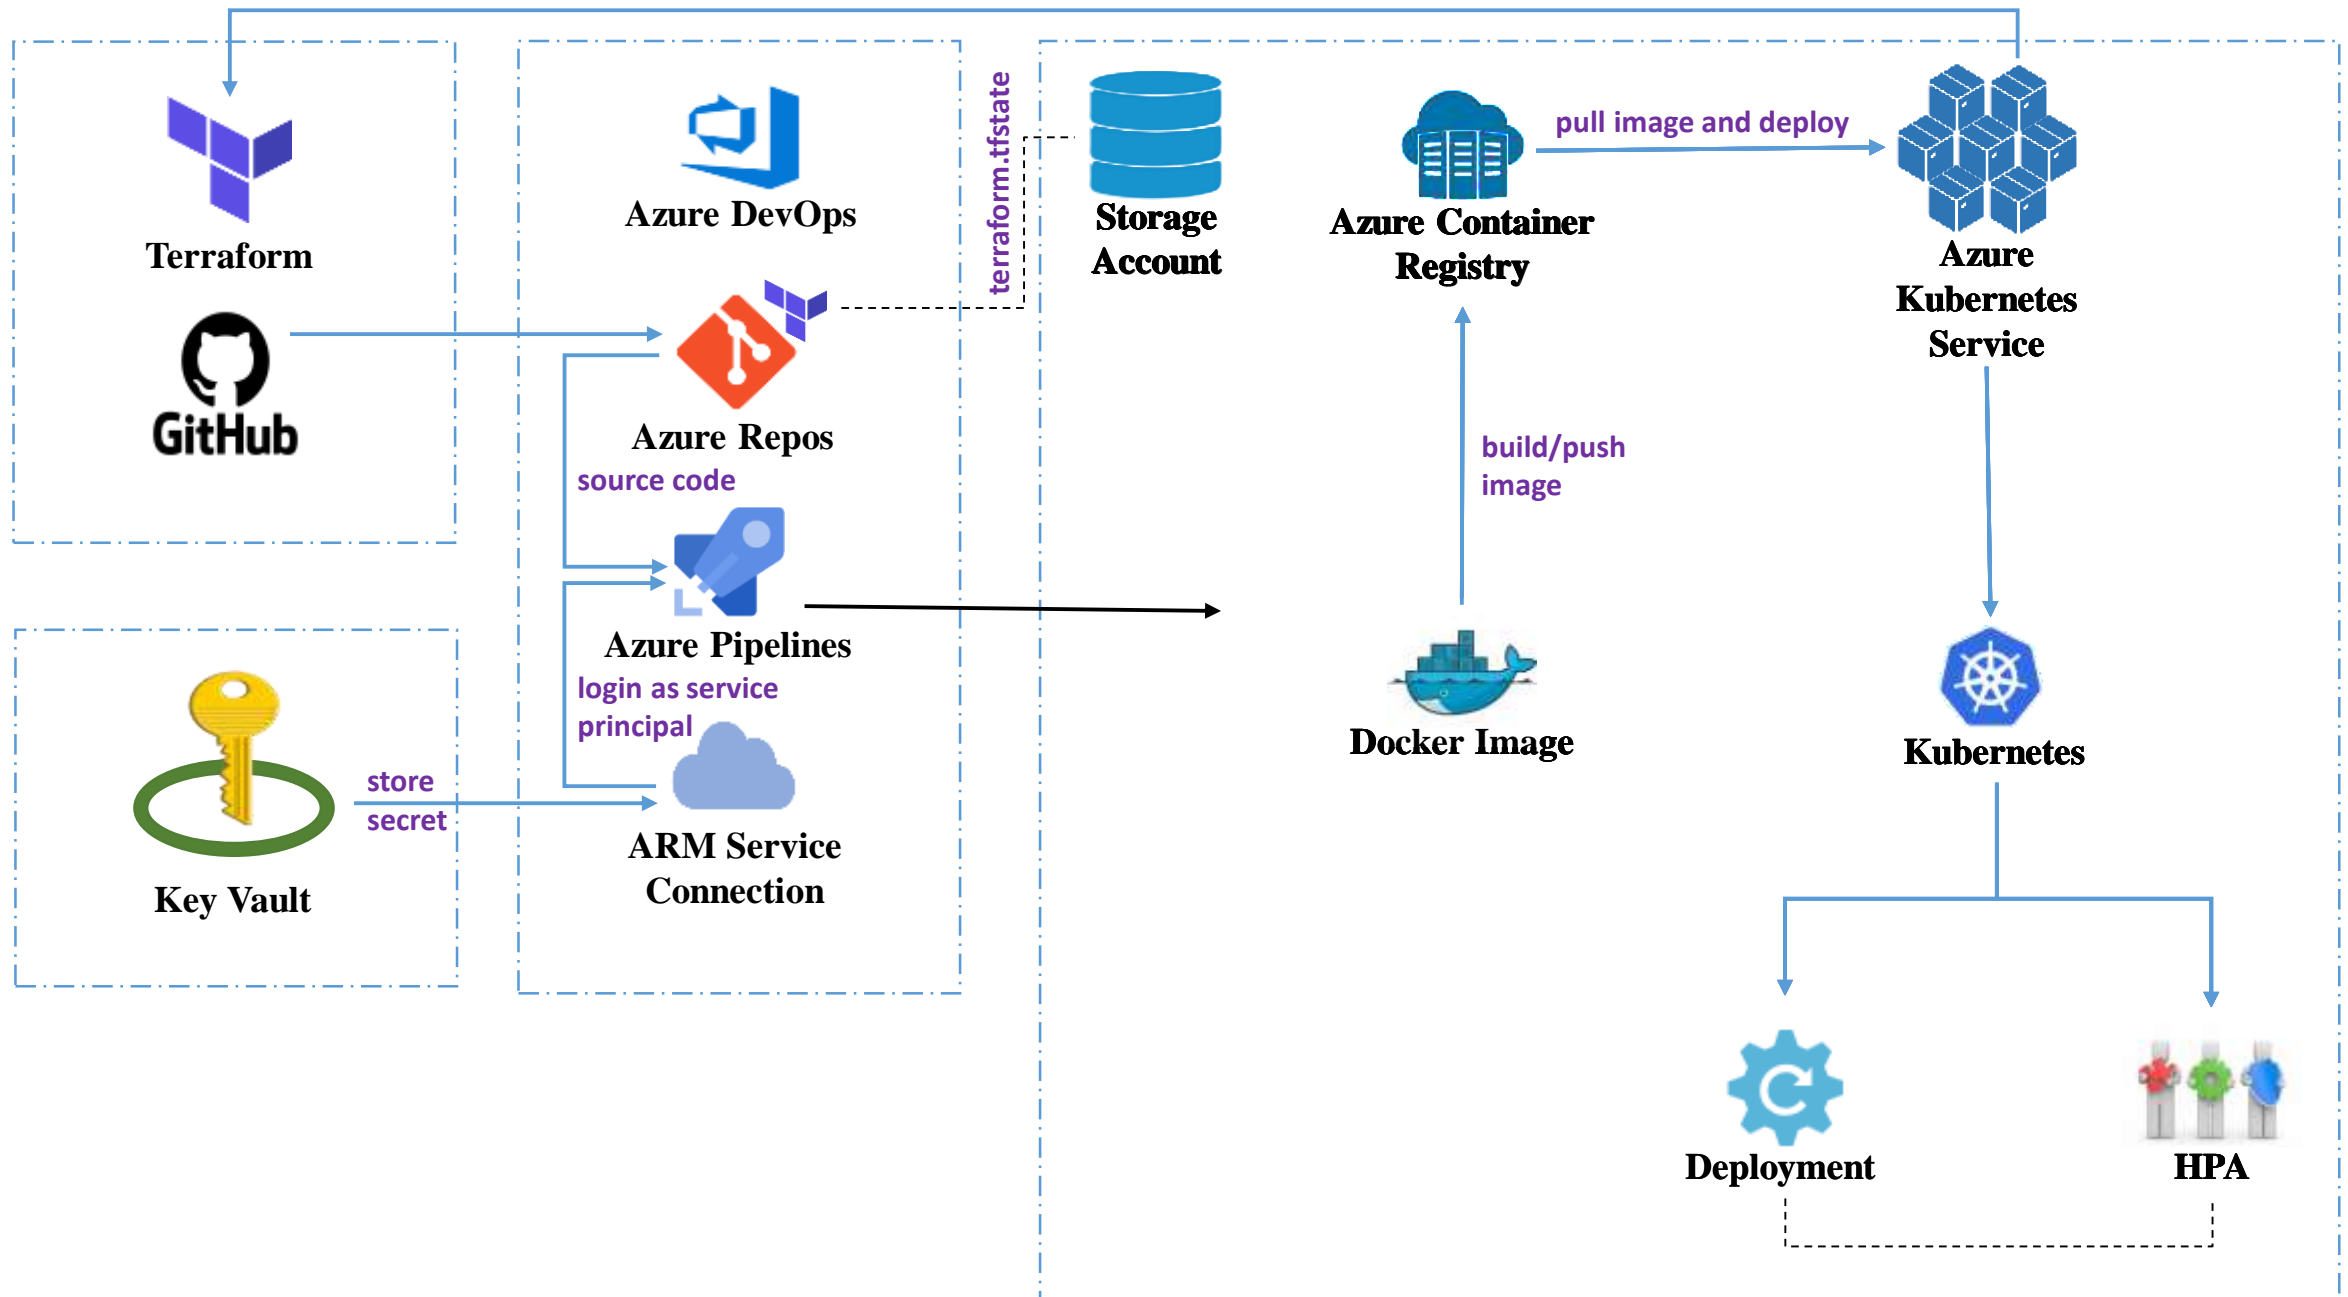 Terraform
GitHub
Azure DevOps
Azure Repos
source code
Azure Pipelines
login as service
principal
ARM Service
Connection
store
secret
Key Vault
terraform.tfstate
Storage
Account
Azure Container
Registry
pull image and deploy
Azure
Kubernetes
Service
build/push
image
Docker Image
Kubernetes
Deployment
HPA